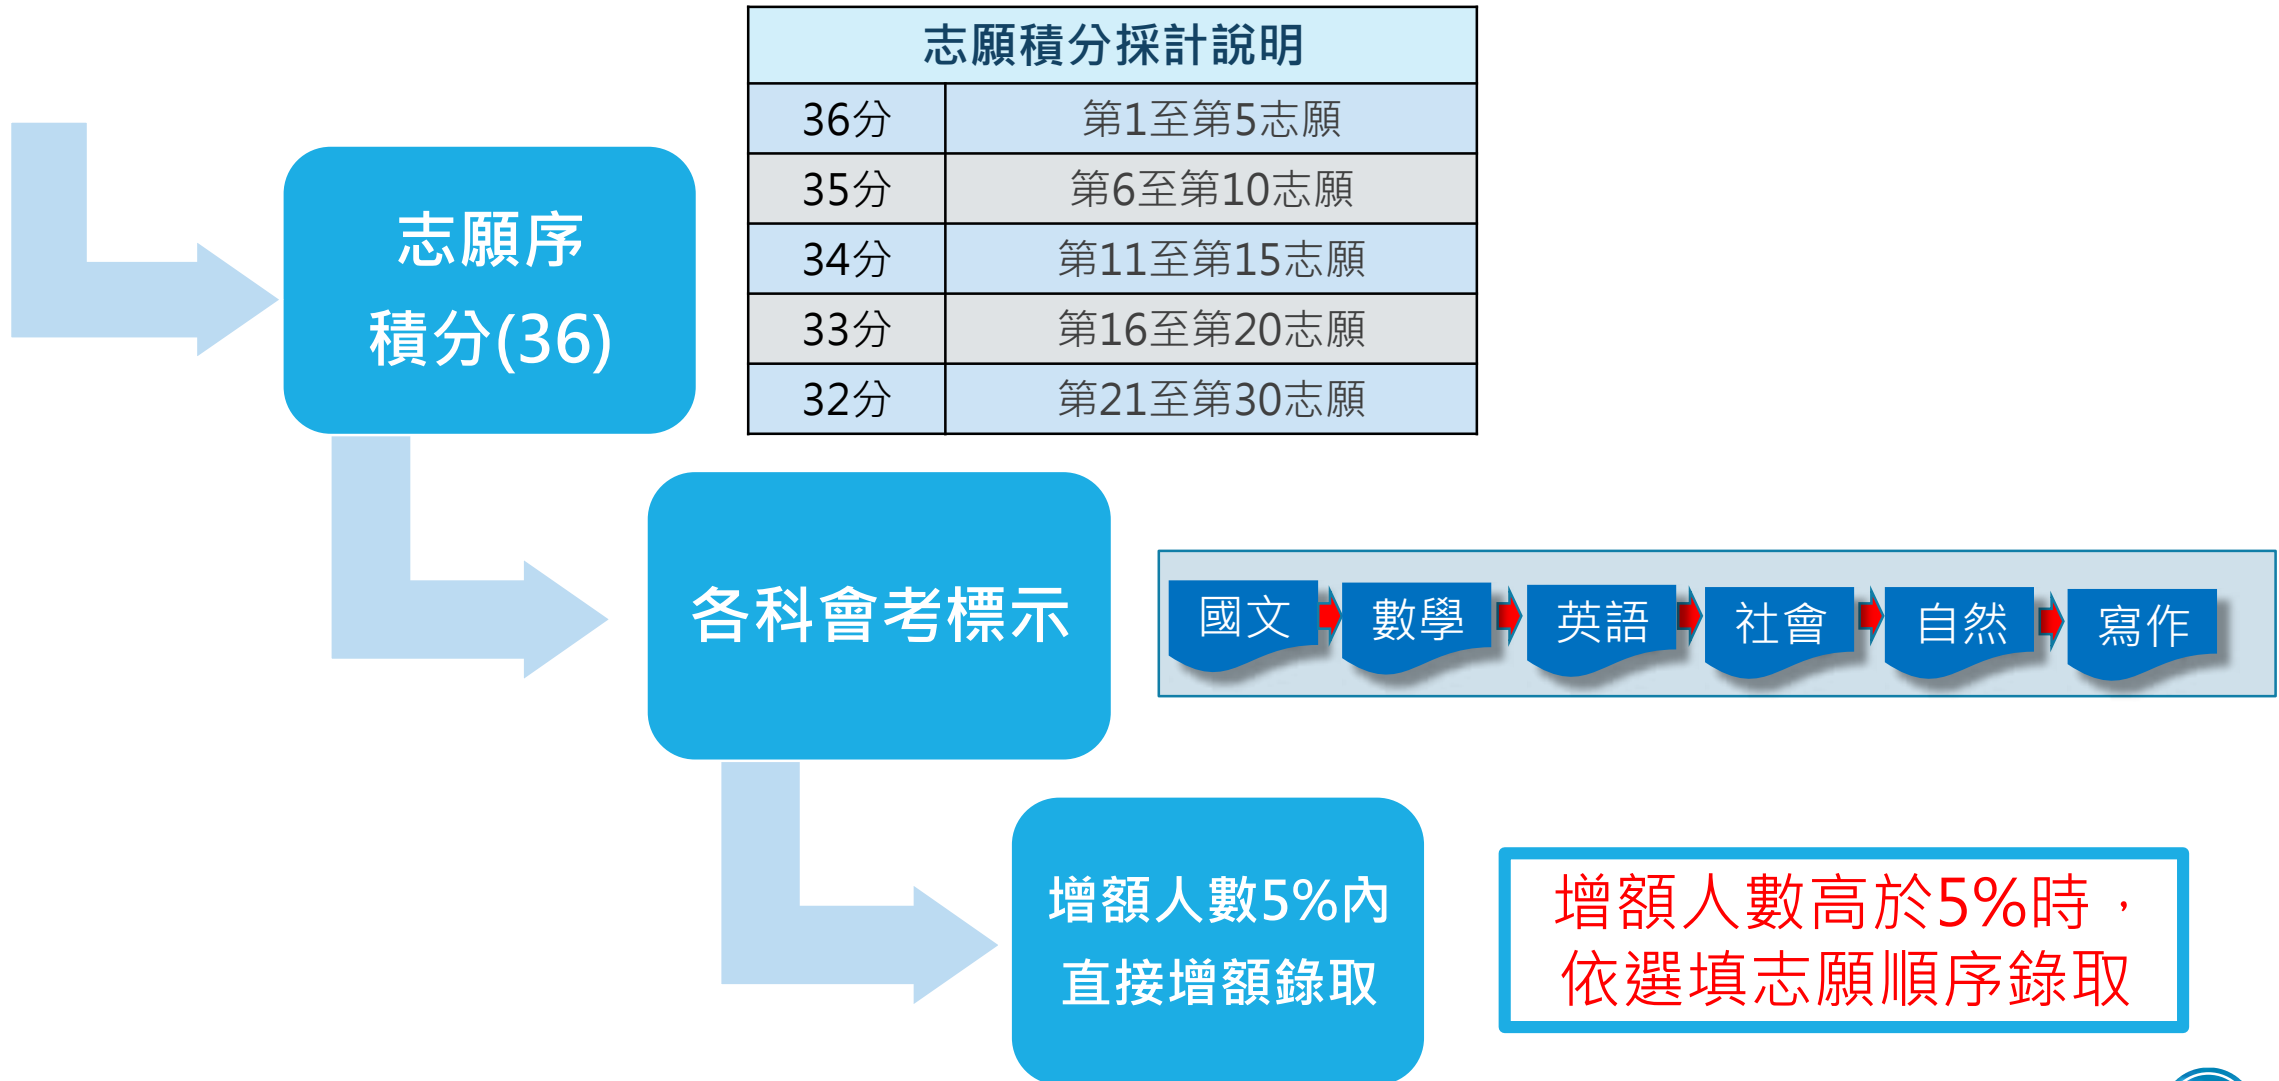 志願積分採計說明
36分 第1至第5志願
35分 第6至第10志願
34分 第11至第15志願
33分 第16至第20志願
32分 第21至第30志願
志願序
積分(36)
各科會考標示
國文 數學 英語 社會 自然 寫作
增額人數5%內
直接增額錄取
增額人數高於5%時，
依選填志願順序錄取